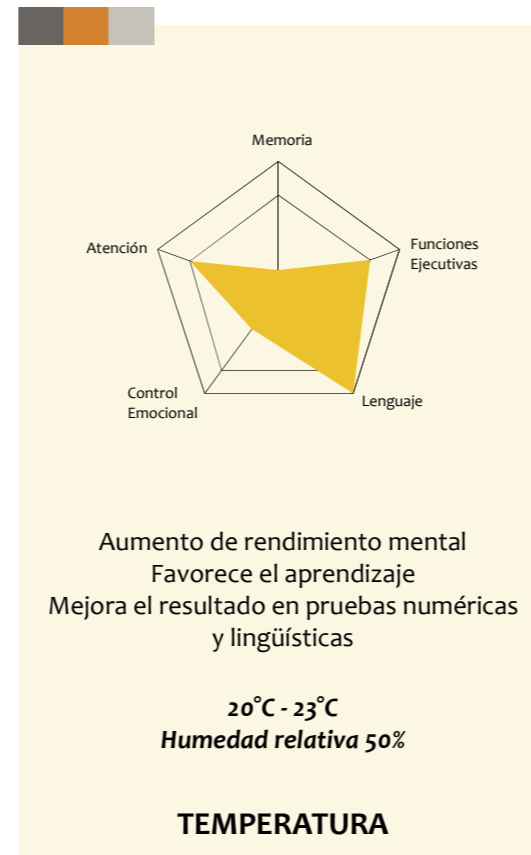 Memoria
Atención
Funciones
Ejecutivas
Control
Emocional
Lenguaje
Aumento de rendimiento mental
Favorece el aprendizaje
Mejora el resultado en pruebas numéricas
y lingüísticas
20°C - 23°C
Humedad relativa 50%
TEMPERATURA